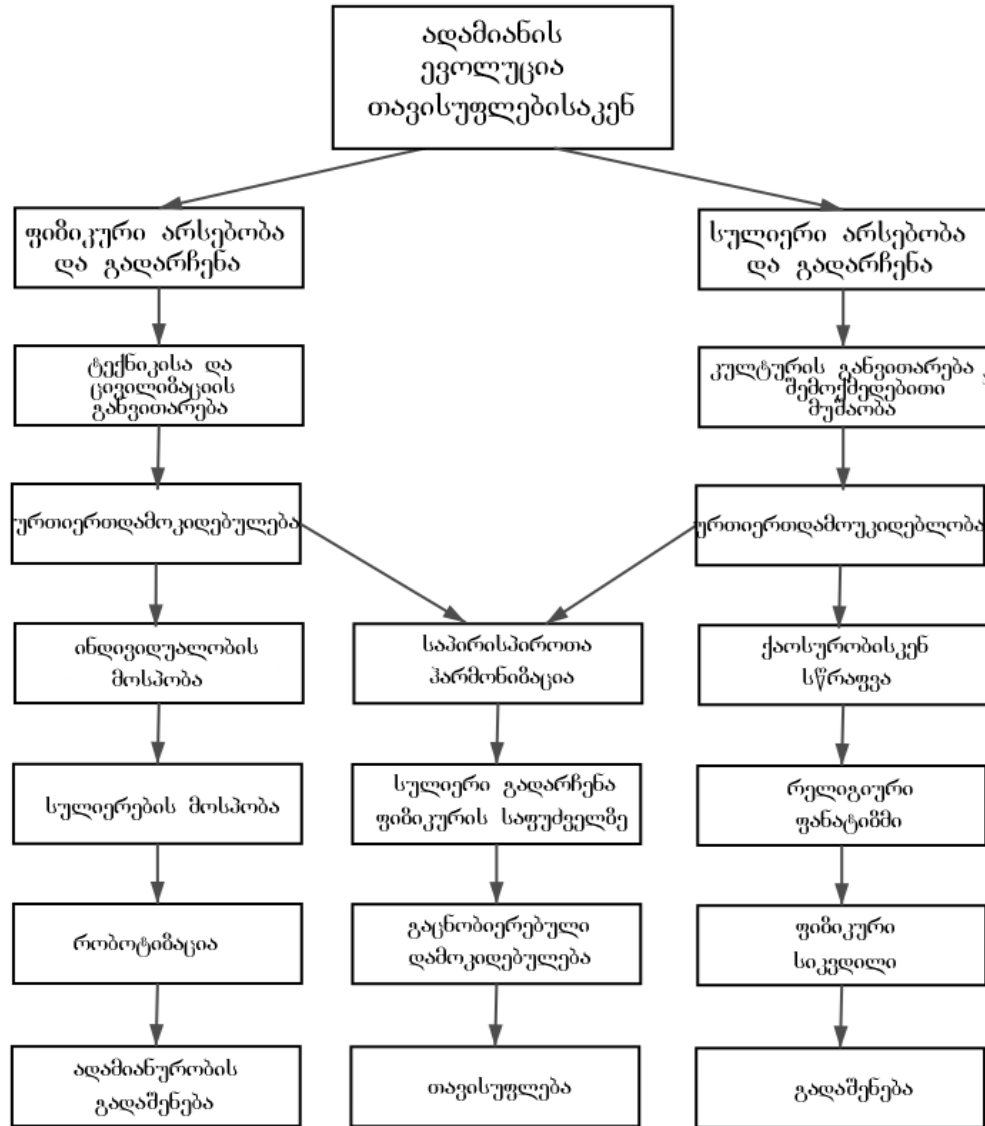 ადამიანის
ევოლუცია
თავისუფლებისაკენ
ფიზიკური არსებობა
და გადარჩენა
სულიერი არსებობა
და გადარჩენა
ტექნიკისა და
ცივილიზაციის
განვითარება
კულტურის განვითარება
შემოქმედებითი
მუშაობა
ურთიერთდამოკიდებულება
ურთიერთდამოუკიდებლობა
ინდივიდუალობის
მოსპობა
საპირისპიროთა
ჰარმონიზაცია
ქაოსურობისკენ
სწრაფვა
სულიერების მოსპობა
სულიერი გადარჩენა
ფიზიკურის საფუძველზე
რელიგიური
ფანატიზმი
რობოტიზაცია
გაცნობიერებული
დამოკიდებულება
ფიზიკური
სიკვდილი
ადამიანურობის
გადაშენება
თავისუფლება
გადაშენება